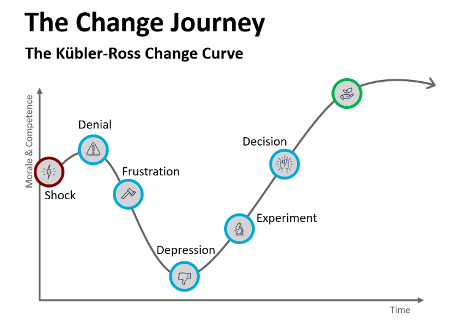 The Change Journey
The Kübler-Ross Change Curve
Morale & Competence
Denial
Shock
Frustration
Depression
Experiment
Decision
Time